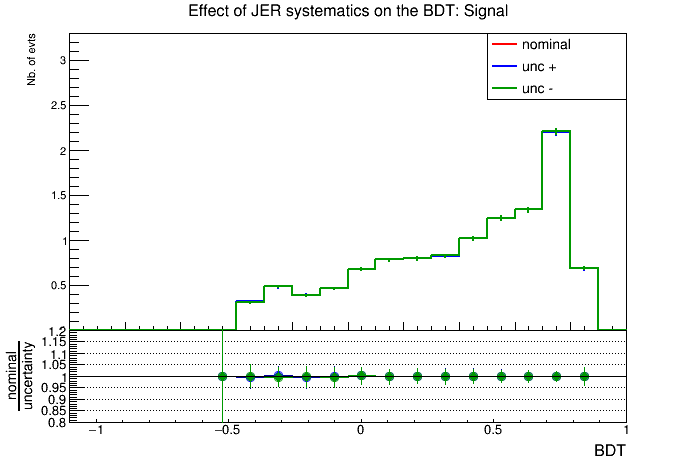 Effect of JER systematics on the BDT: Signal
Nb. of evts
nominal
unc +
unc -
3
2.5
2
1.5
1
0.5
nominal
uncertainty
1.2
1.15
1.1
1.05
1
0.95
0.9
0.85
0.8
−1 −0.5 0 0.5 1
BDT